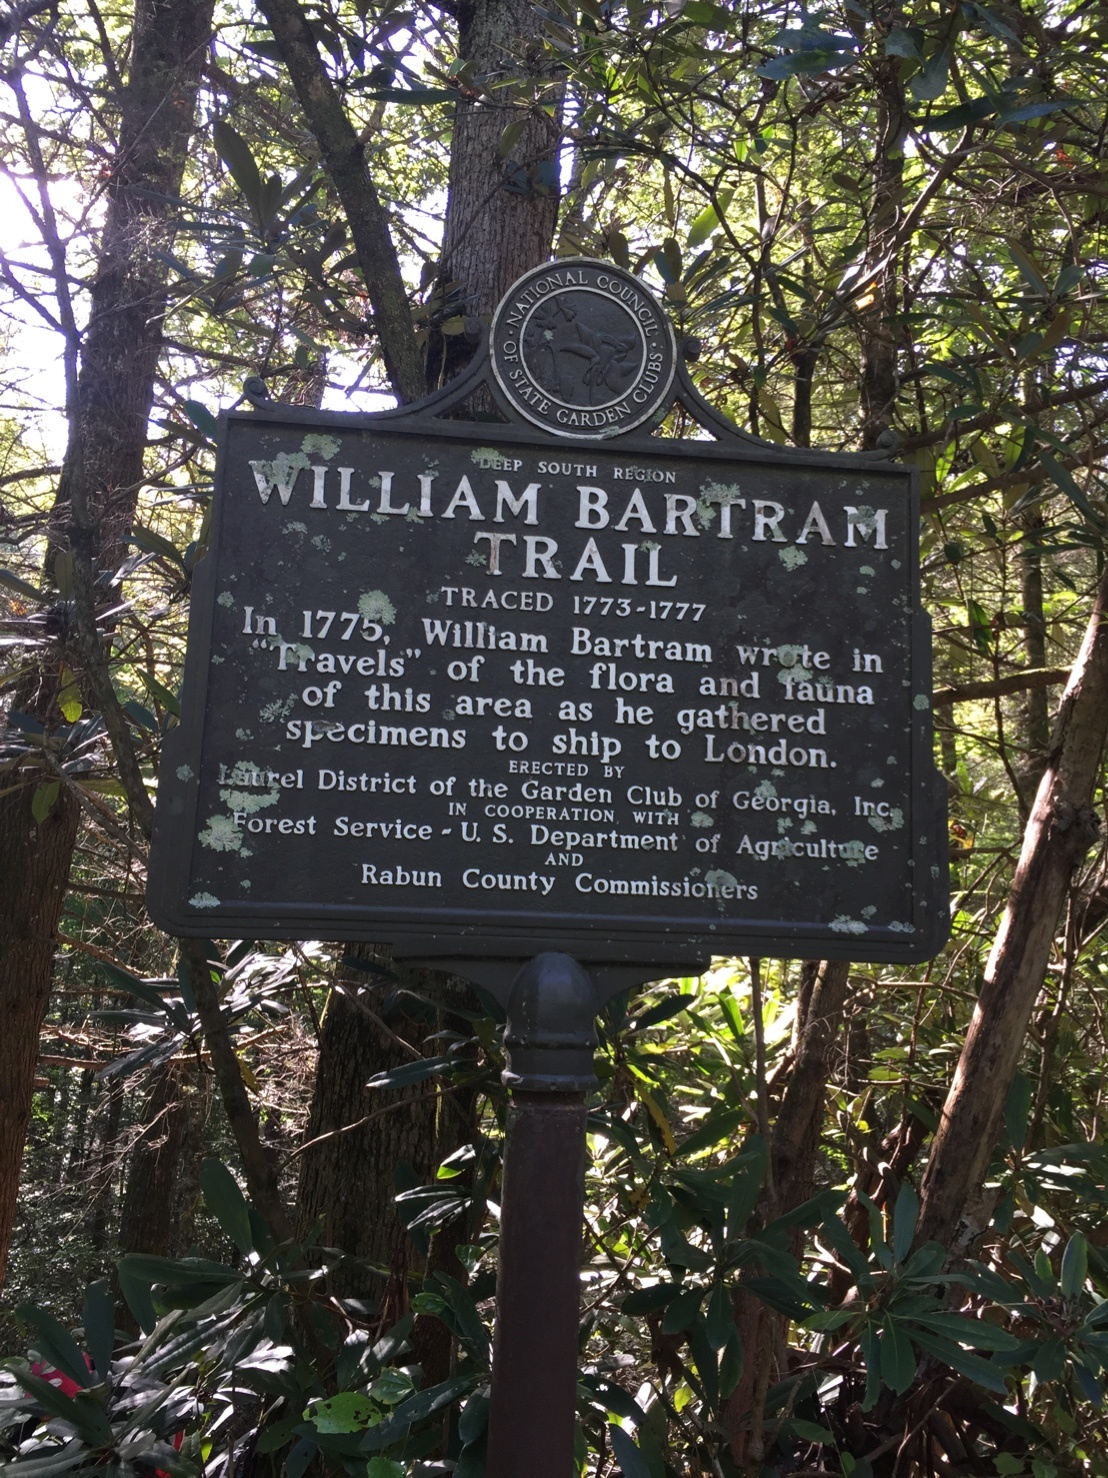 NATIONAL COUNCIL
OF STATE GARDEN CLUBS
DEEP SOUTH REGION
WILLIAM BARTRAM
TRAIL
TRACED 1773-1777
In 1775, William Bartram wrote in
"Travels" of the flora and fauna
of this area as he gathered
specimens to ship to London.
ERECTED BY
Laurel District of the Garden Club of Georgia, Inc.
IN COOPERATION WITH
Forest Service - U. S. Department of Agriculture
AND
Rabun County Commissioners